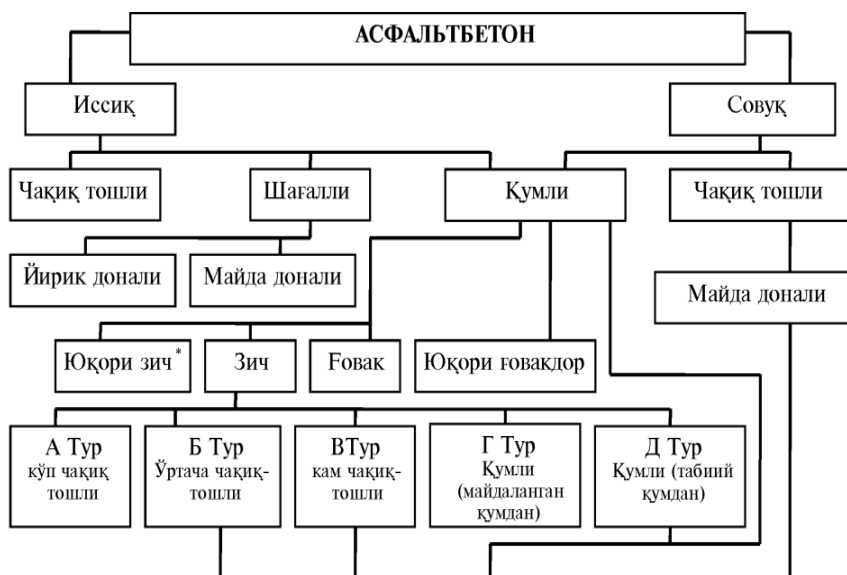 АСФАЛЬТБЕТОН
Иссиқ
Совуқ
Чақиқ тошли
Шағалли
Қумли
Чақиқ тошли
Йирик донали
Майда донали
Майда донали
Юқори зич*
Зич
Ғовак
Юқори ғовакдор
А Тур
кўп чақиқ
тошли
Б Тур
Ўртача чақиқ-
тошли
ВТур
кам чақиқ-
тошли
Г Тур
Қумли
(майдаланган
қумдан)
Д Тур
Қумли (табиий
қумдан)